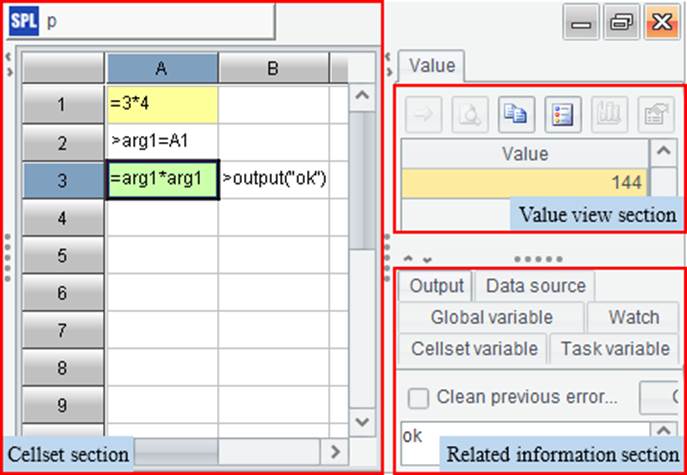 SPL p
A B
1 =3*4
2 >arg1=A1
3 =arg1*arg1 >output("ok")
4
5
6
7
8
9
Cellset section
Value
Value
144
Value view section
Output Data source
Global variable Watch
Cellset variable Task variable
Clean previous error...
ok
Related information section